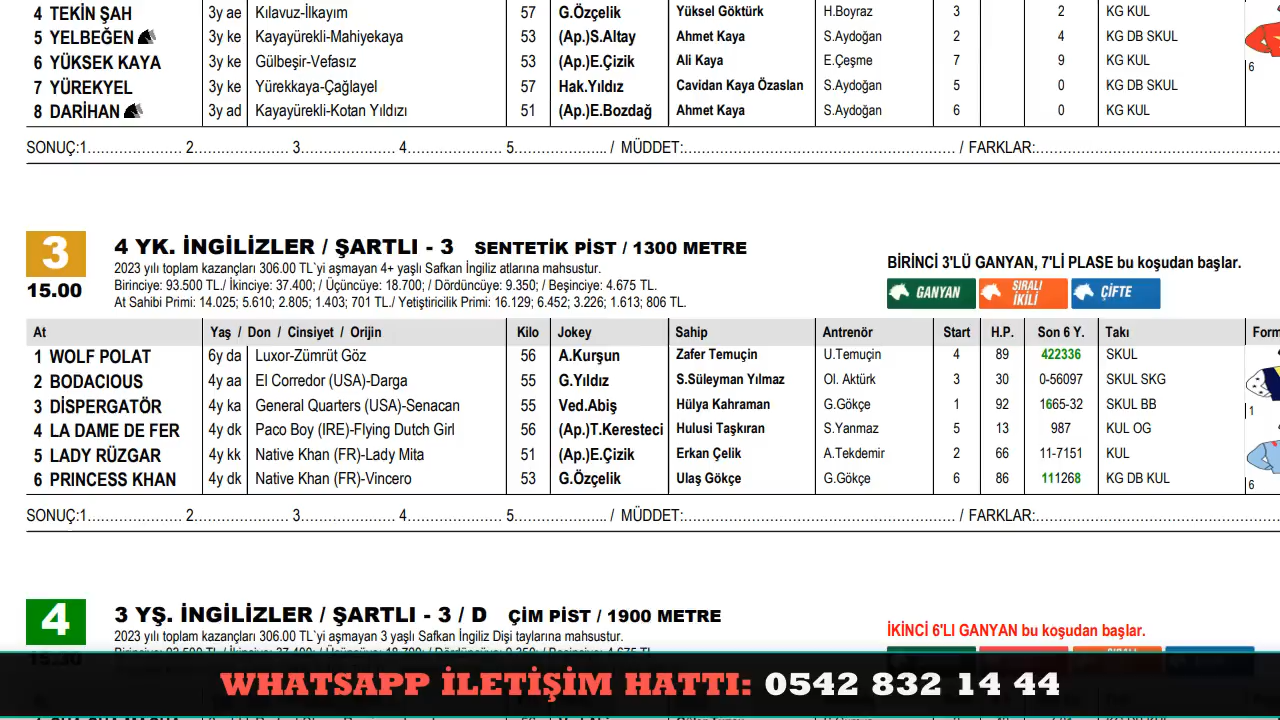 4 TEKİN ŞAH 3y ae Kılavuz-İlkayım 57 G.Özçelik Yüksel Göktürk H.Boyraz 3 2 KG KUL
5 YELBEĞEN 3y ke Kayayürekli-Mahiyekaya 53 (Ap.)S.Altay Ahmet Kaya S.Aydoğan 2 4 KG DB SKUL
6 YÜKSEK KAYA 3y ke Gülbeşir-Vefasız 53 (Ap.)E.Çizik Ali Kaya E.Çeşme 7 9 KG KUL
6
7 YÜREKYEL 3y ke Yürekkaya-Çağlayel 57 Hak.Yıldız Cavidan Kaya Özaslan S.Aydoğan 5 0 KG DB SKUL
8 DARİHAN 3y ad Kayayürekli-Kotan Yıldızı 51 (Ap.)E.Bozdağ Ahmet Kaya S.Aydoğan 6 0 KG KUL
SONUÇ:1..................... 2..................... 3..................... 4..................... 5..................... / MÜDDET:............................................................. / FARKLAR:.......................................................
3 4 YK. İNGİLİZLER / ŞARTLI - 3 SENTETİK PİST / 1300 METRE
15.00
2023 yılı toplam kazançları 306.00 TL`yi aşmayan 4+ yaşlı Safkan İngiliz atlarına mahsustur.
Birinciye: 93.500 TL./ İkinciye: 37.400; / Üçüncüye: 18.700; / Dördüncüye: 9.350; / Beşinciye: 4.675 TL.
At Sahibi Primi: 14.025; 5.610; 2.805; 1.403; 701 TL./ Yetiştiricilik Primi: 16.129; 6.452; 3.226; 1.613; 806 TL.
BİRİNCİ 3'LÜ GANYAN, 7'Lİ PLASE bu koşudan başlar.
GANYAN SIRALI İKİLİ ÇİFTE
At Yaş / Don / Cinsiyet / Orijin Kilo Jokey Sahip Antrenör Start H.P. Son 6 Y. Takı Form
1 WOLF POLAT 6y da Luxor-Zümrüt Göz 56 A.Kurşun Zafer Temuçin U.Temuçin 4 89 422336 SKUL
2 BODACIOUS 4y aa El Corredor (USA)-Darga 55 G.Yıldız S.Süleyman Yılmaz Ol. Aktürk 3 30 0-56097 SKUL SKG
3 DİSPERGATÖR 4y ka General Quarters (USA)-Senacan 55 Ved.Abiş Hülya Kahraman G.Gökçe 1 92 1665-32 SKUL BB
1
4 LA DAME DE FER 4y dk Paco Boy (IRE)-Flying Dutch Girl 56 (Ap.)T.Keresteci Hulusi Taşkıran S.Yanmaz 5 13 987 KUL OG
5 LADY RÜZGAR 4y kk Native Khan (FR)-Lady Mita 51 (Ap.)E.Çizik Erkan Çelik A.Tekdemir 2 66 11-7151 KUL
6 PRINCESS KHAN 4y dk Native Khan (FR)-Vincero 53 G.Özçelik Ulaş Gökçe G.Gökçe 6 86 111268 KG DB KUL
6
SONUÇ:1..................... 2..................... 3..................... 4..................... 5..................... / MÜDDET:............................................................. / FARKLAR:.......................................................
4 3 YŞ. İNGİLİZLER / ŞARTLI - 3 / D ÇİM PİST / 1900 METRE
2023 yılı toplam kazançları 306.00 TL`yi aşmayan 3 yaşlı Safkan İngiliz Dişi taylarına mahsustur.
İKİNCİ 6'LI GANYAN bu koşudan başlar.
WHATSAPP İLETİŞİM HATTI: 0542 832 14 44